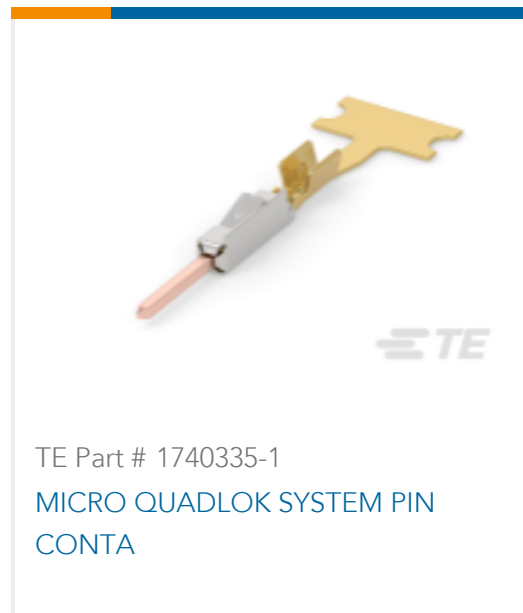 TE
TE Part # 1740335-1
MICRO QUADLOK SYSTEM PIN
CONTA